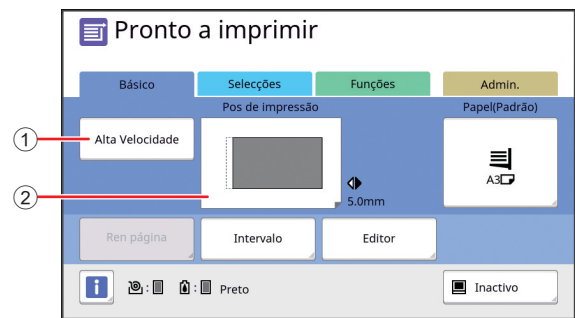 Pronto a imprimir
Básico
Selecções
Funções
Admin.
Pos de impressão
Papel(Padrão)
1
Alta Velocidade
A3
2
5.0mm
Ren página
Intervalo
Editor
i
: :
Preto
Inactivo